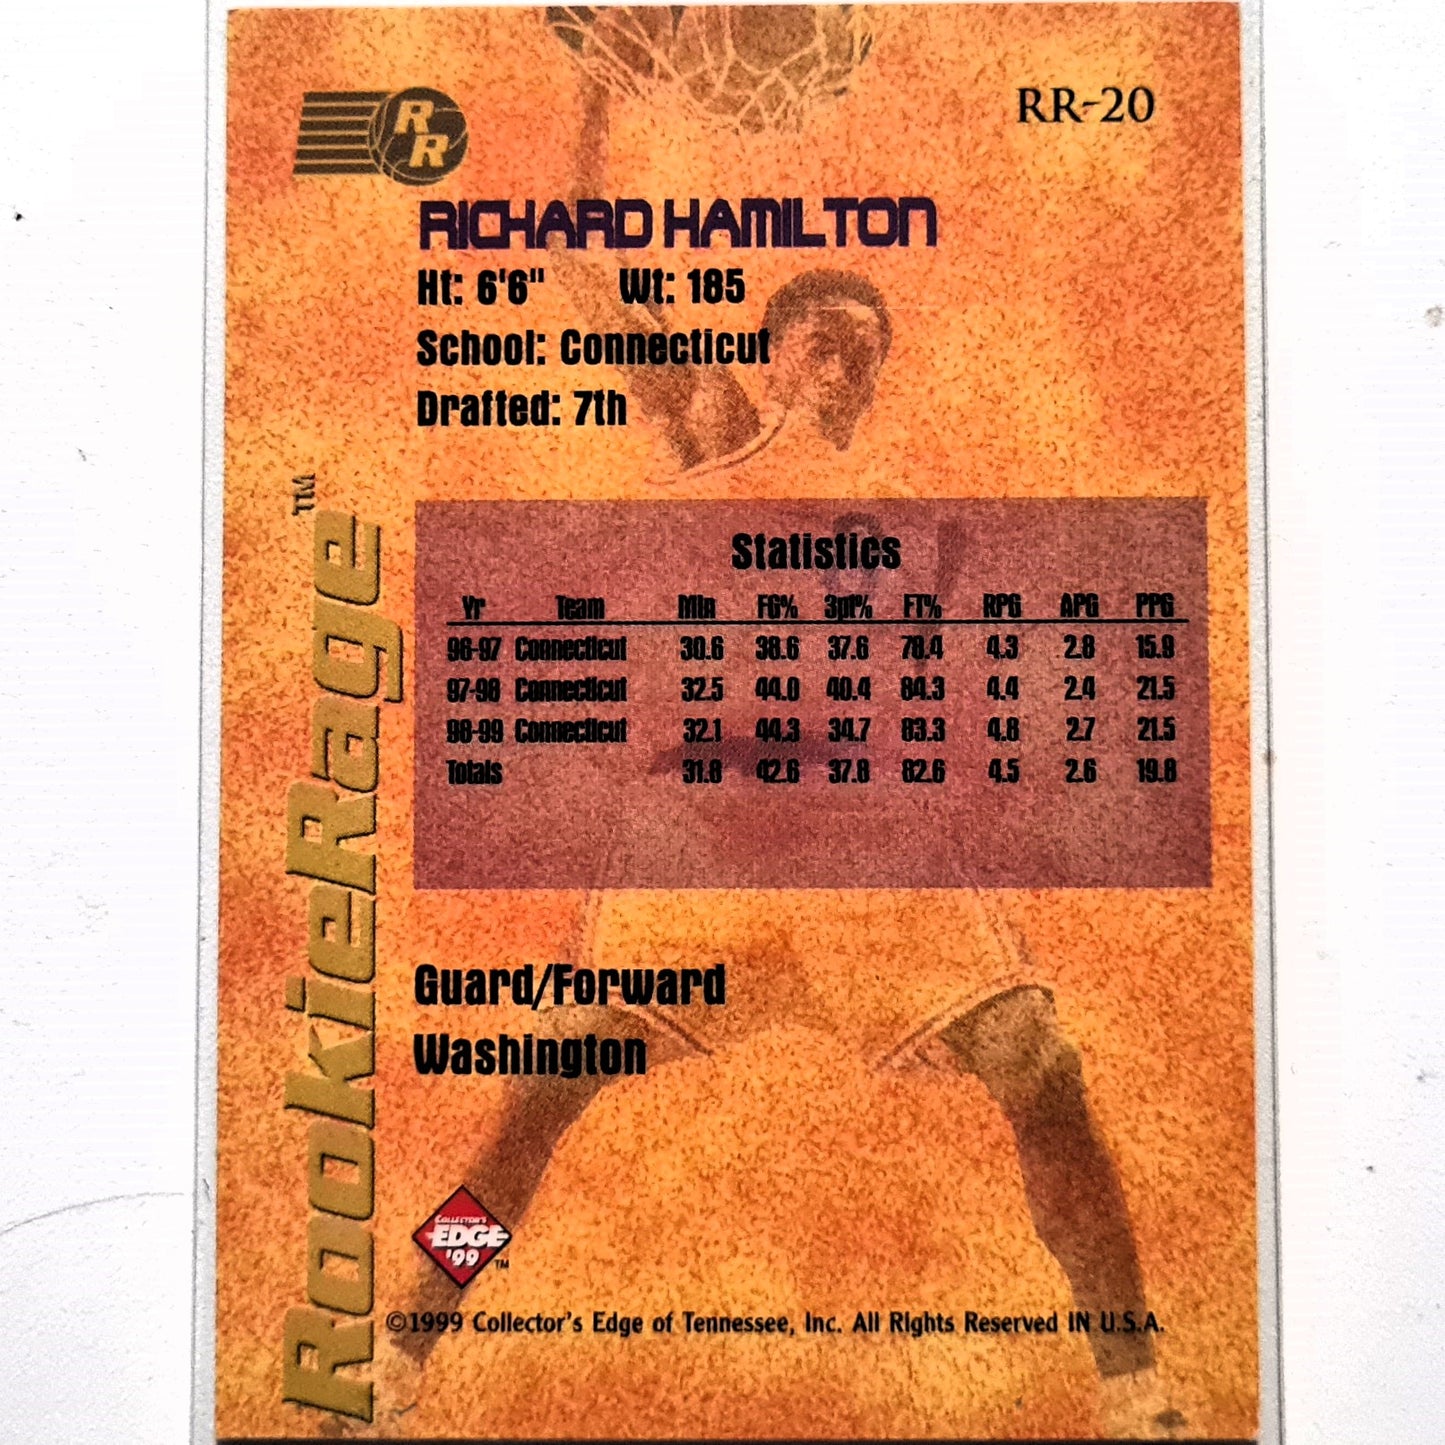 RR
RR-20
RICHARD HAMILTON
Ht: 6'6" Wt: 185
School: Connecticut
Drafted: 7th
RookieRage™
Statistics
Yr Team Min FG% 3pt% FT% RPG APG PPG
96-97 Connecticut 30.6 38.6 37.6 78.4 4.3 2.8 15.9
97-98 Connecticut 32.5 44.0 40.4 84.3 4.4 2.4 21.5
98-99 Connecticut 32.1 44.3 34.7 83.3 4.8 2.7 21.5
Totals 31.8 42.6 37.8 82.6 4.5 2.6 19.8
Guard/Forward
Washington
COLLECTOR'S
EDGE
'99
TM
©1999 Collector's Edge of Tennessee, Inc. All Rights Reserved IN U.S.A.